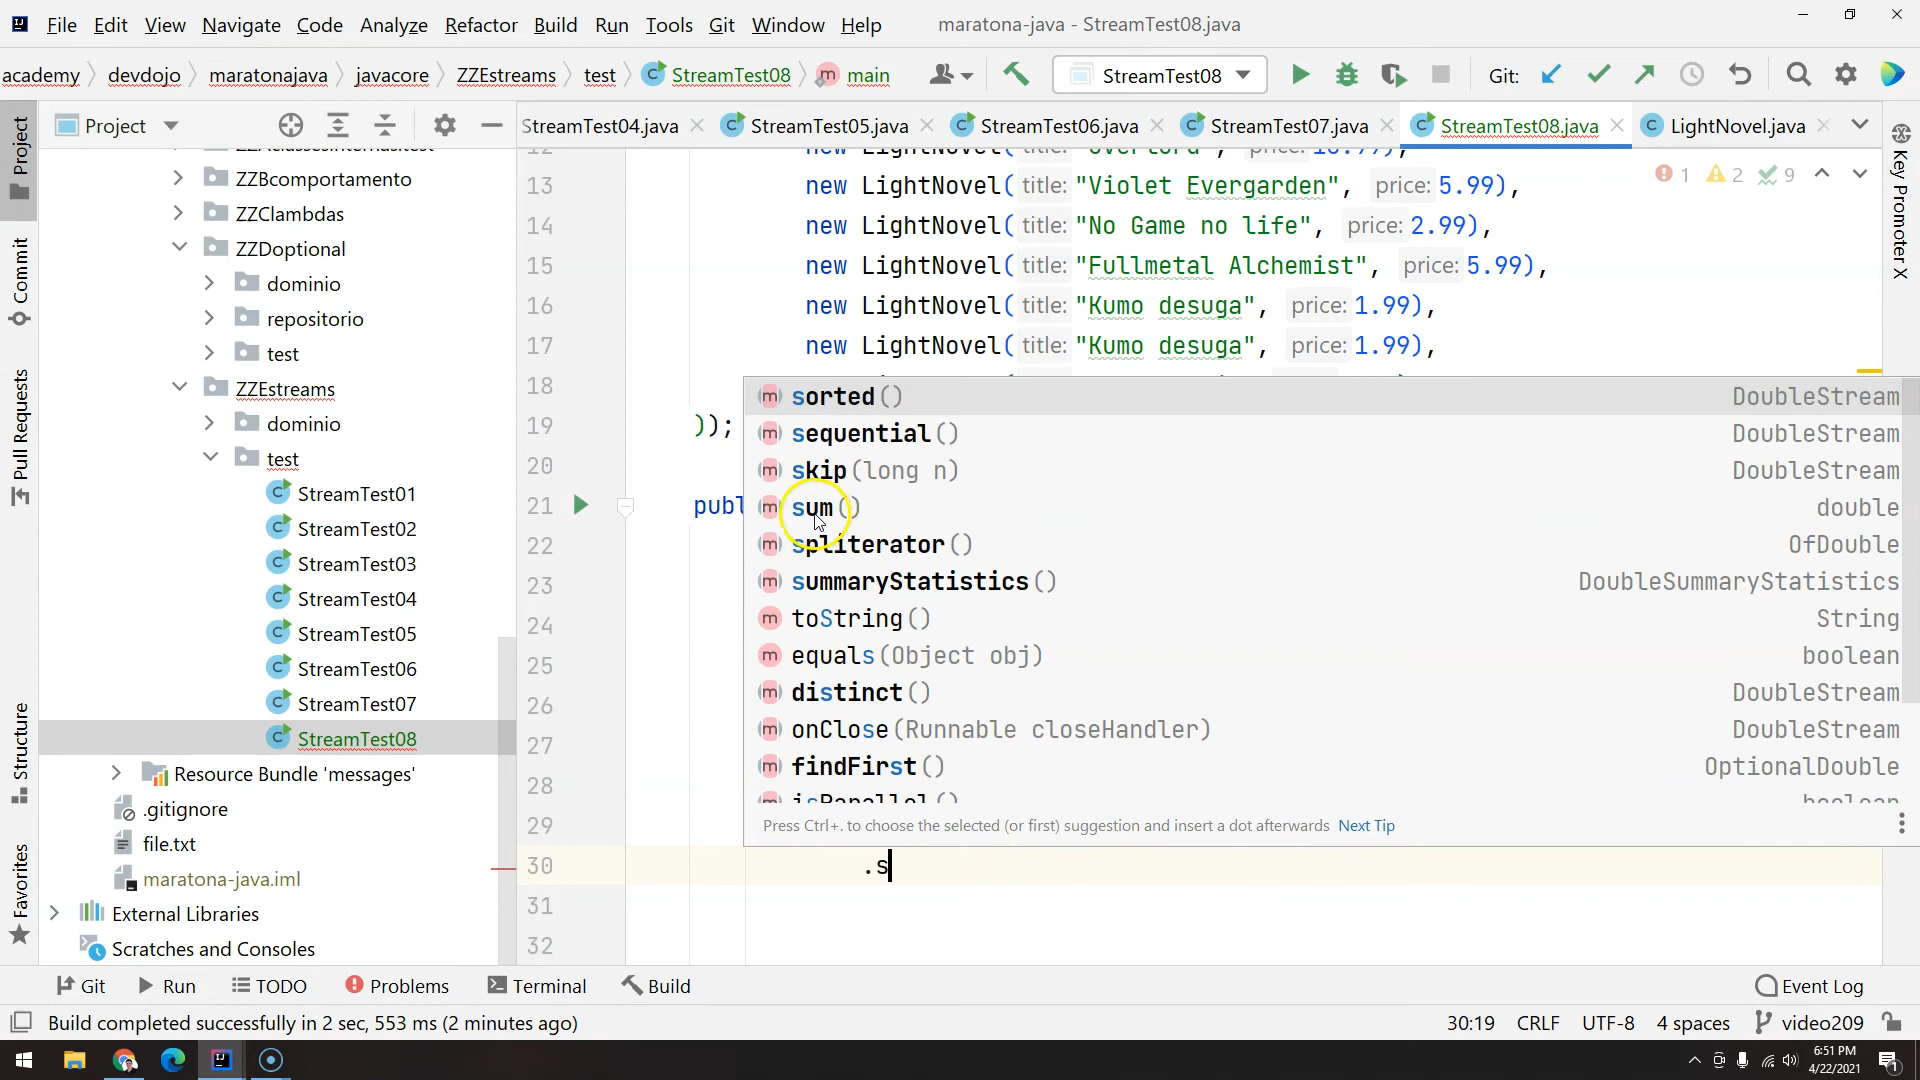 File Edit View Navigate Code Analyze Refactor Build Run Tools Git Window Help maratona-java - StreamTest08.java
academy devdojo maratonajava javacore ZZEstreams test StreamTest08 main StreamTest08 Git:
Project StreamTest04.java StreamTest05.java StreamTest06.java StreamTest07.java StreamTest08.java LightNovel.java
Project
Commit
Pull Requests
Structure
Favorites
Key Promoter X
ZZBcomportamento
ZZClambdas
ZZDoptional
dominio
repositorio
test
ZZEstreams
dominio
test
StreamTest01
StreamTest02
StreamTest03
StreamTest04
StreamTest05
StreamTest06
StreamTest07
StreamTest08
Resource Bundle 'messages'
.gitignore
file.txt
maratona-java.iml
External Libraries
Scratches and Consoles
1 2 9
12 new LightNovel( title: "Overlord", price:
13 new LightNovel( title: "Violet Evergarden", price: 5.99),
14 new LightNovel( title: "No Game no life", price: 2.99),
15 new LightNovel( title: "Fullmetal Alchemist", price: 5.99),
16 new LightNovel( title: "Kumo desuga", price: 1.99),
17 new LightNovel( title: "Kumo desuga", price: 1.99),
18
19 ));
20
21 publ
22
23
24
25
26
27
28
29
30 .s
31
32
sorted() DoubleStream
sequential() DoubleStream
skip(long n) DoubleStream
sum() double
spliterator() OfDouble
summaryStatistics() DoubleSummaryStatistics
toString() String
equals(Object obj) boolean
distinct() DoubleStream
onClose(Runnable closeHandler) DoubleStream
findFirst() OptionalDouble
isParallel() boolean
Press Ctrl+. to choose the selected (or first) suggestion and insert a dot afterwards Next Tip
Git Run TODO Problems Terminal Build Event Log
Build completed successfully in 2 sec, 553 ms (2 minutes ago) 30:19 CRLF UTF-8 4 spaces video209
6:51 PM
4/22/2021
1